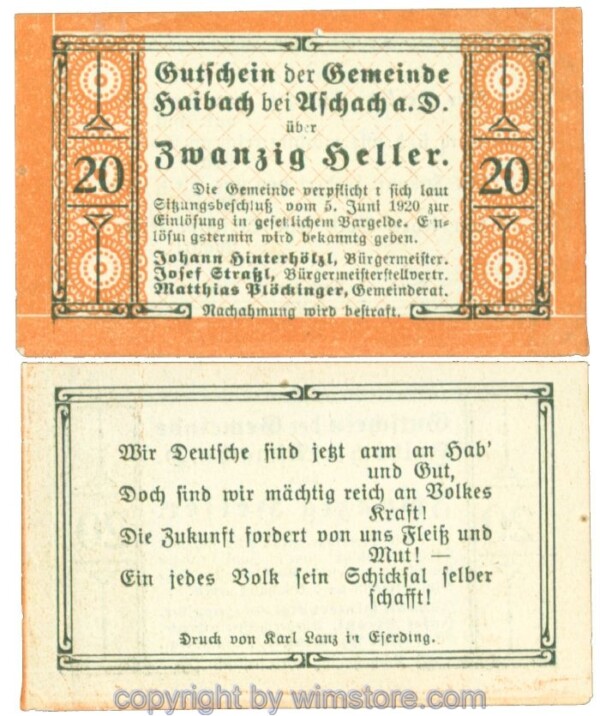 Gutschein der Gemeinde
Haibach bei Aschach a. D.
über
Zwanzig Heller.
20
20
Die Gemeinde verpflicht t sich laut
Sitzungsbeschluß vom 5. Juni 1920 zur
Einlösung in gesetzlichem Bargelde. E n-
lösungstermin wird bekanntg geben.
Johann Hinterhölzl, Bürgermeister.
Josef Straßl, Bürgermeisterstellvertr.
Matthias Plöckinger, Gemeinderat.
Nachahmung wird bestraft.
Wir Deutsche sind jetzt arm an Hab'
und Gut,
Doch sind wir mächtig reich an Volkes
Kraft!
Die Zukunft fordert von uns Fleiß und
Mut! —
Ein jedes Volk sein Schicksal selber
schafft!
Druck von Karl Lanz in Eferding.
copyright by wimstore.com